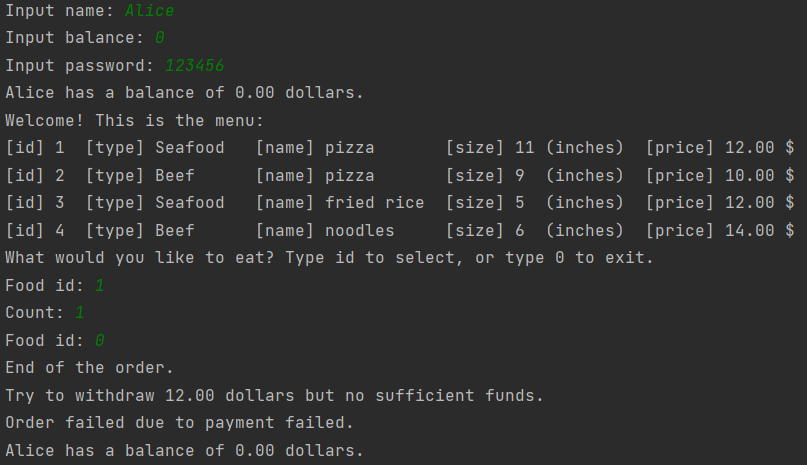 Input name: Alice
Input balance: 0
Input password: 123456
Alice has a balance of 0.00 dollars.
Welcome! This is the menu:
[id] 1  [type] Seafood   [name] pizza       [size] 11 (inches)  [price] 12.00 $
[id] 2  [type] Beef      [name] pizza       [size] 9  (inches)  [price] 10.00 $
[id] 3  [type] Seafood   [name] fried rice  [size] 5  (inches)  [price] 12.00 $
[id] 4  [type] Beef      [name] noodles     [size] 6  (inches)  [price] 14.00 $
What would you like to eat? Type id to select, or type 0 to exit.
Food id: 1
Count: 1
Food id: 0
End of the order.
Try to withdraw 12.00 dollars but no sufficient funds.
Order failed due to payment failed.
Alice has a balance of 0.00 dollars.